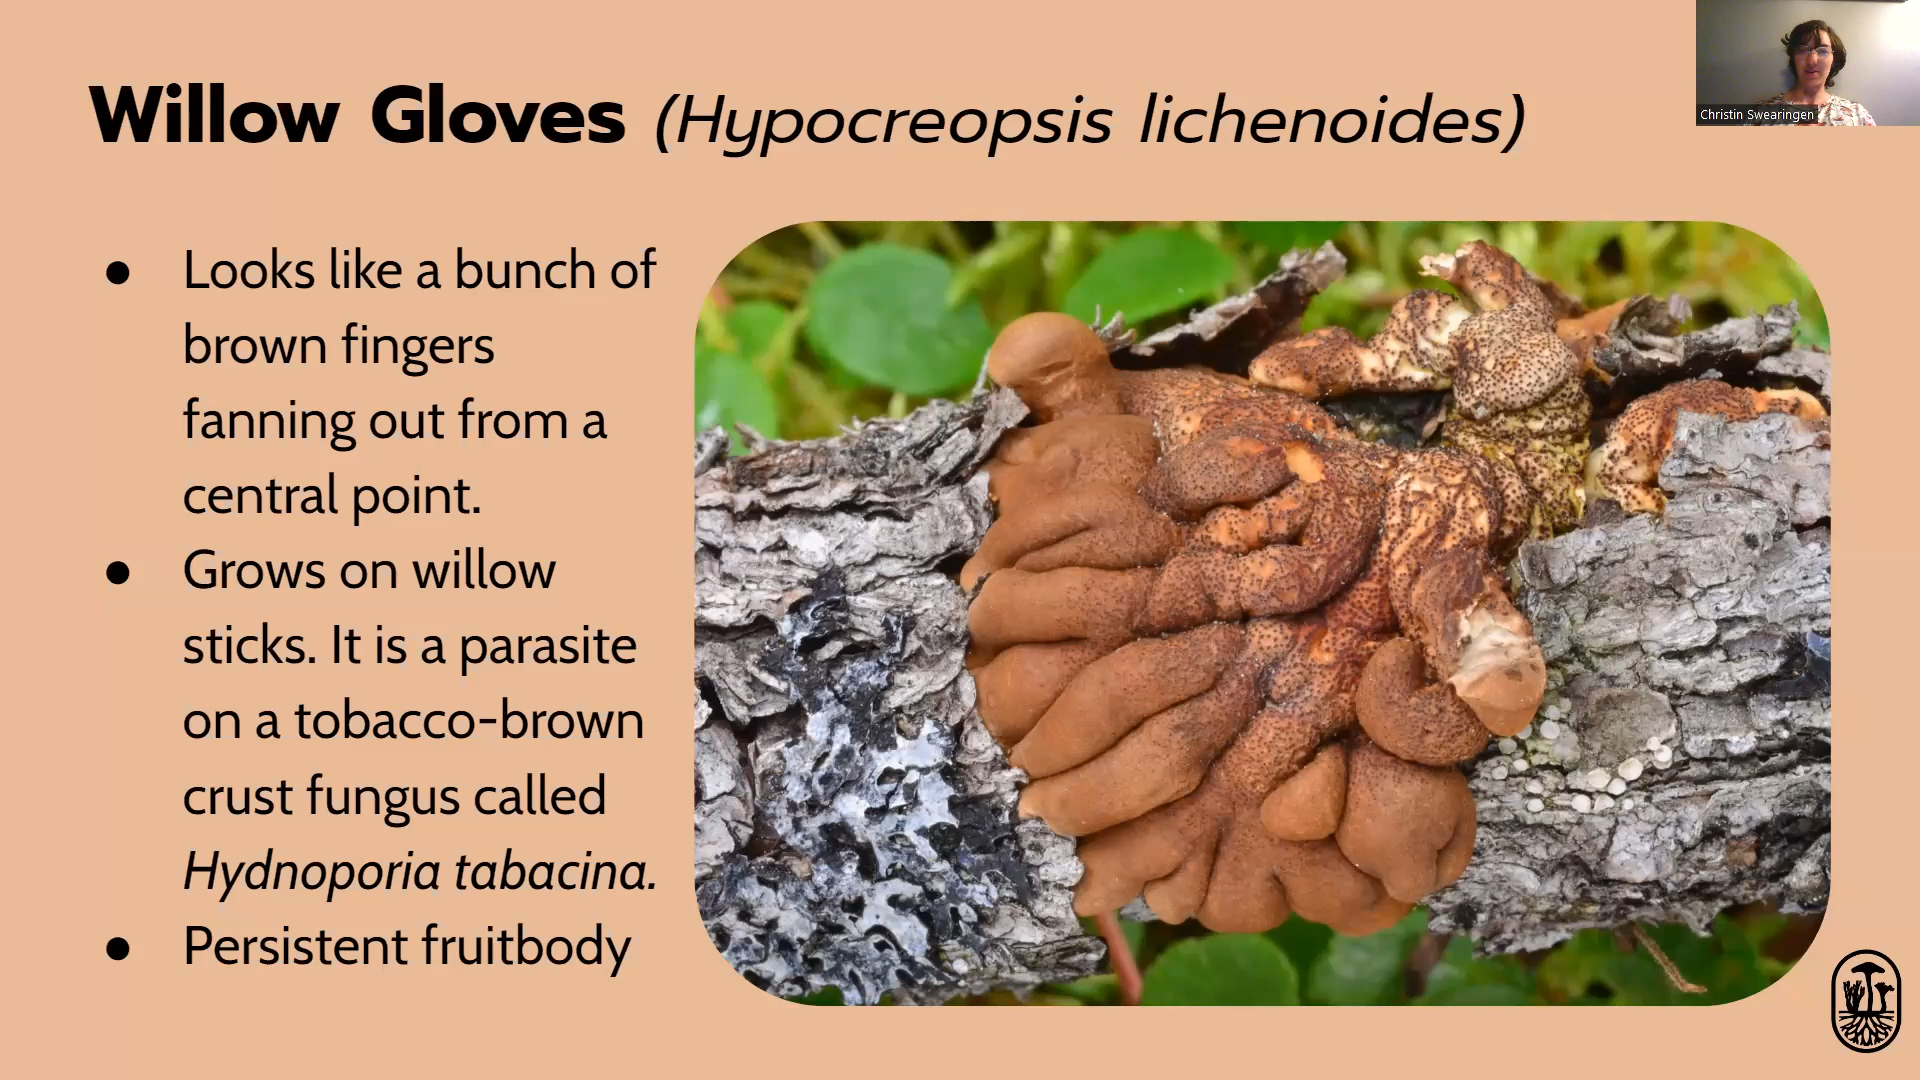 Willow Gloves (Hypocreopsis lichenoides)
Christin Swearingen
● Looks like a bunch of
brown fingers
fanning out from a
central point.
● Grows on willow
sticks. It is a parasite
on a tobacco-brown
crust fungus called
Hydnoporia tabacina.
● Persistent fruitbody